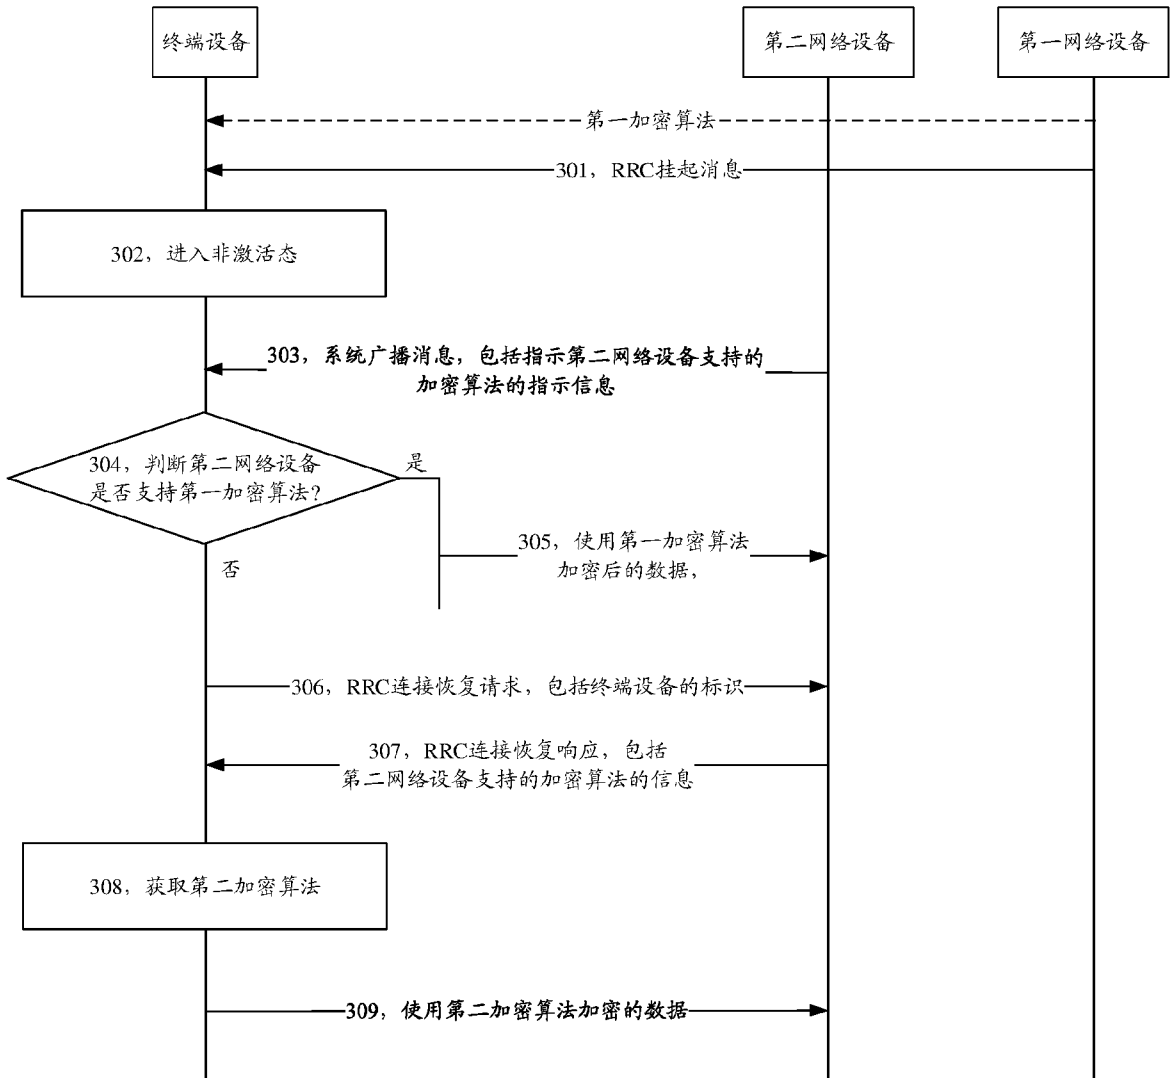 终端设备
第二网络设备
第一网络设备
第一加密算法
301，RRC挂起消息
302，进入非激活态
303，系统广播消息，包括指示第二网络设备支持的
加密算法的指示信息
304，判断第二网络设备
是否支持第一加密算法？
是
305，使用第一加密算法
加密后的数据，
否
306，RRC连接恢复请求，包括终端设备的标识
307，RRC连接恢复响应，包括
第二网络设备支持的加密算法的信息
308，获取第二加密算法
309，使用第二加密算法加密的数据